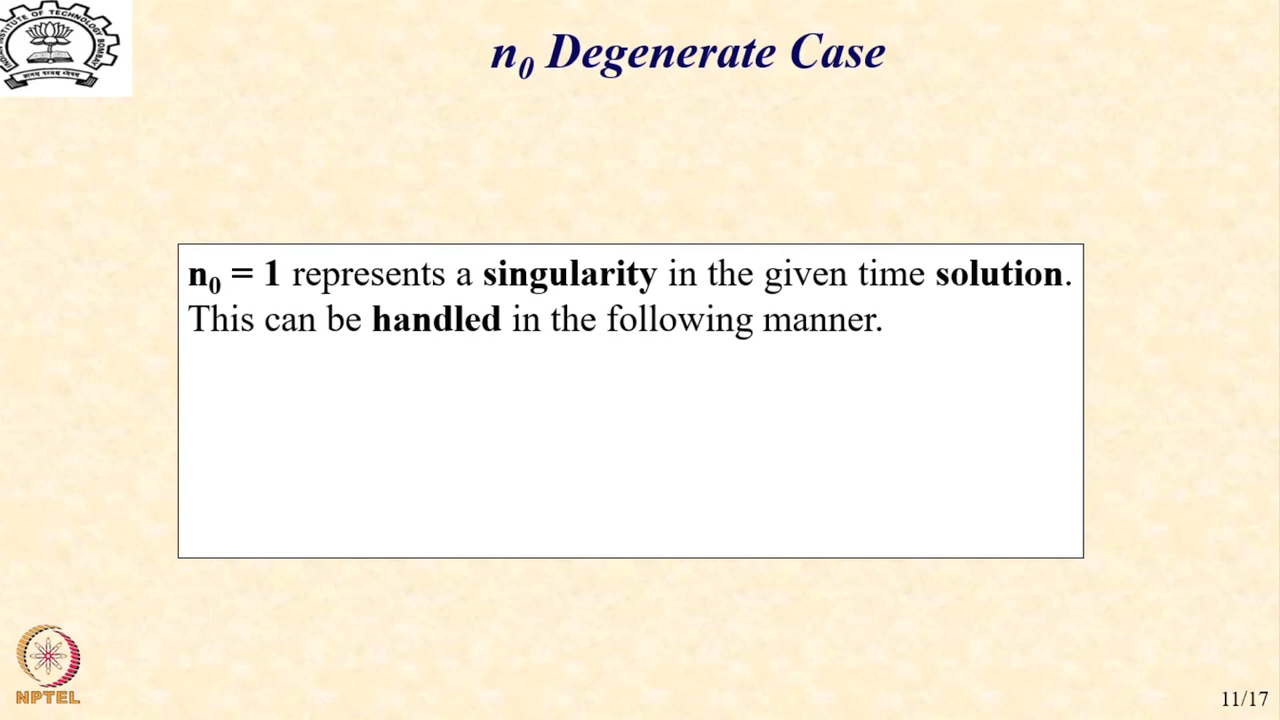 n₀ Degenerate Case
n₀ = 1 represents a singularity in the given time solution.
This can be handled in the following manner.
NPTEL
11/17